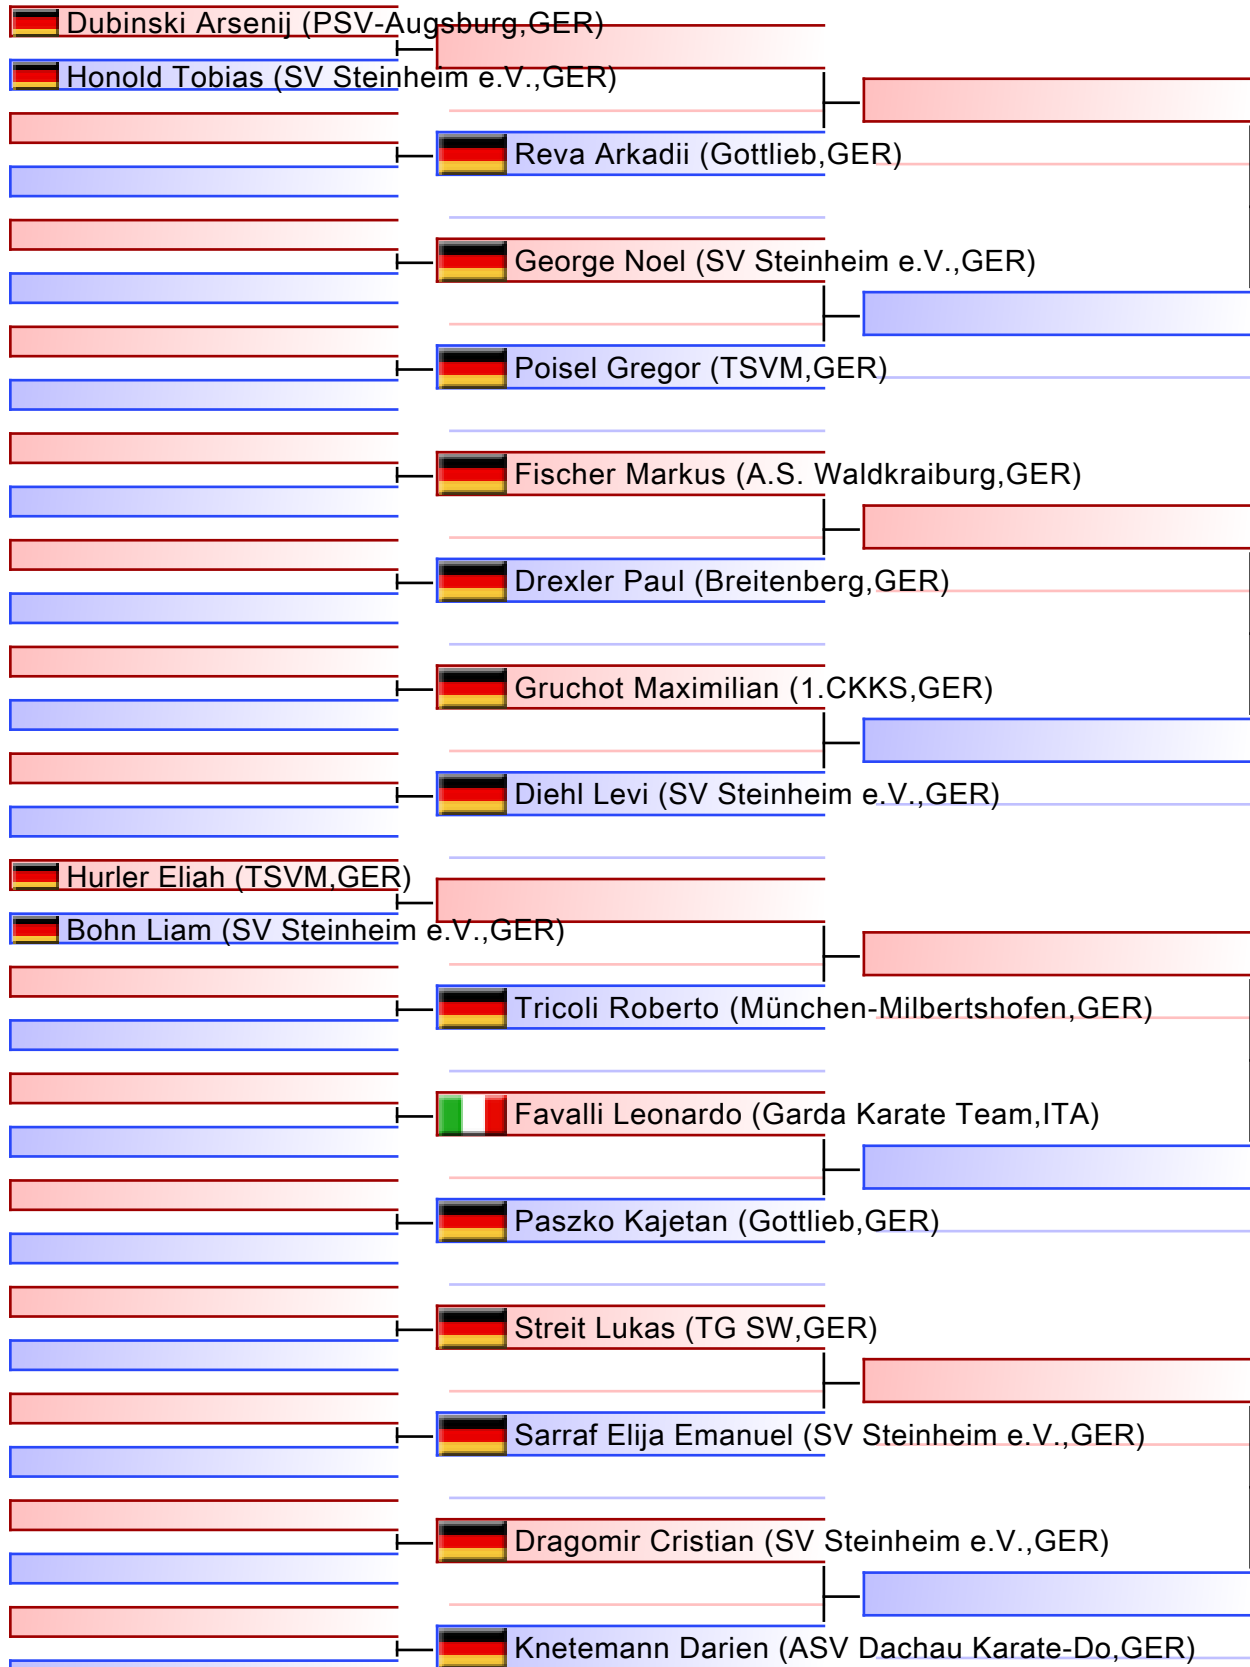 Dubinski Arsenij (PSV-Augsburg,GER)
Honold Tobias (SV Steinheim e.V.,GER)
Reva Arkadii (Gottlieb,GER)
George Noel (SV Steinheim e.V.,GER)
Poisel Gregor (TSVM,GER)
Fischer Markus (A.S. Waldkraiburg,GER)
Drexler Paul (Breitenberg,GER)
Gruchot Maximilian (1.CKKS,GER)
Diehl Levi (SV Steinheim e.V.,GER)
Hurler Eliah (TSVM,GER)
Bohn Liam (SV Steinheim e.V.,GER)
Tricoli Roberto (München-Milbertshofen,GER)
Favalli Leonardo (Garda Karate Team,ITA)
Paszko Kajetan (Gottlieb,GER)
Streit Lukas (TG SW,GER)
Sarraf Elija Emanuel (SV Steinheim e.V.,GER)
Dragomir Cristian (SV Steinheim e.V.,GER)
Knetemann Darien (ASV Dachau Karate-Do,GER)